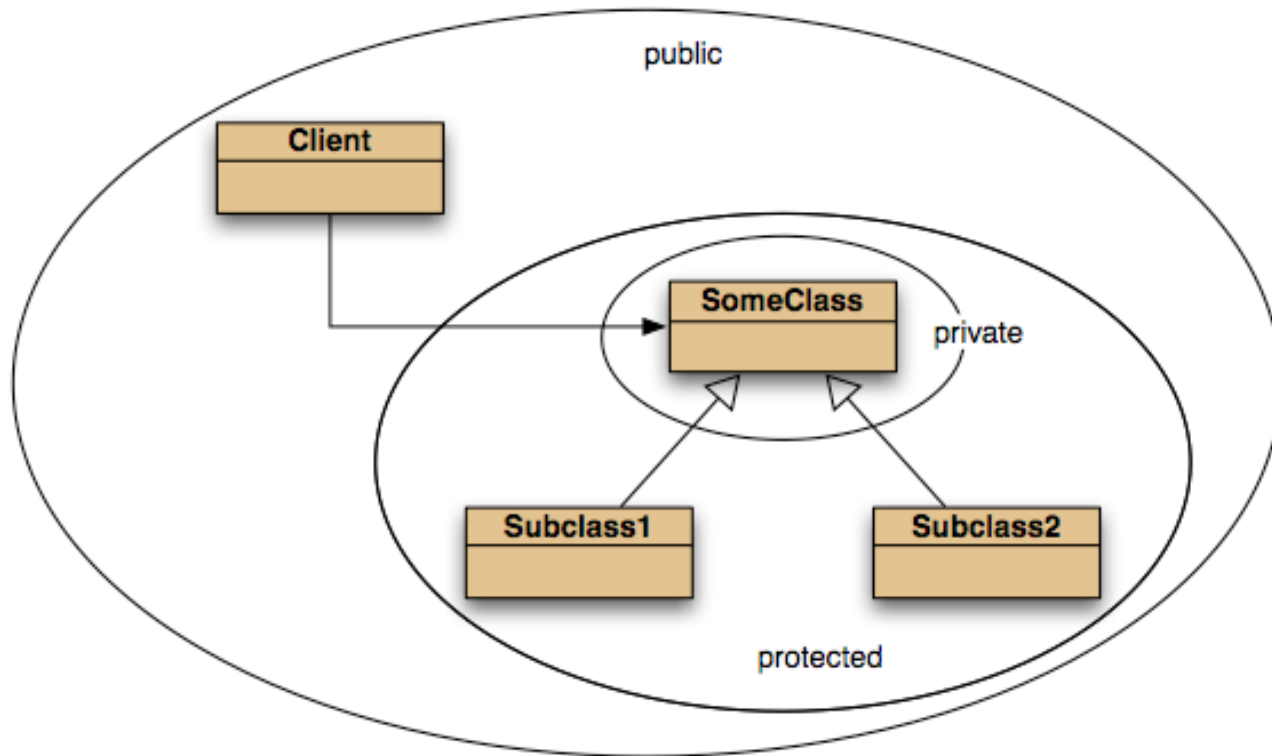 public
Client
SomeClass
private
Subclass1
Subclass2
protected